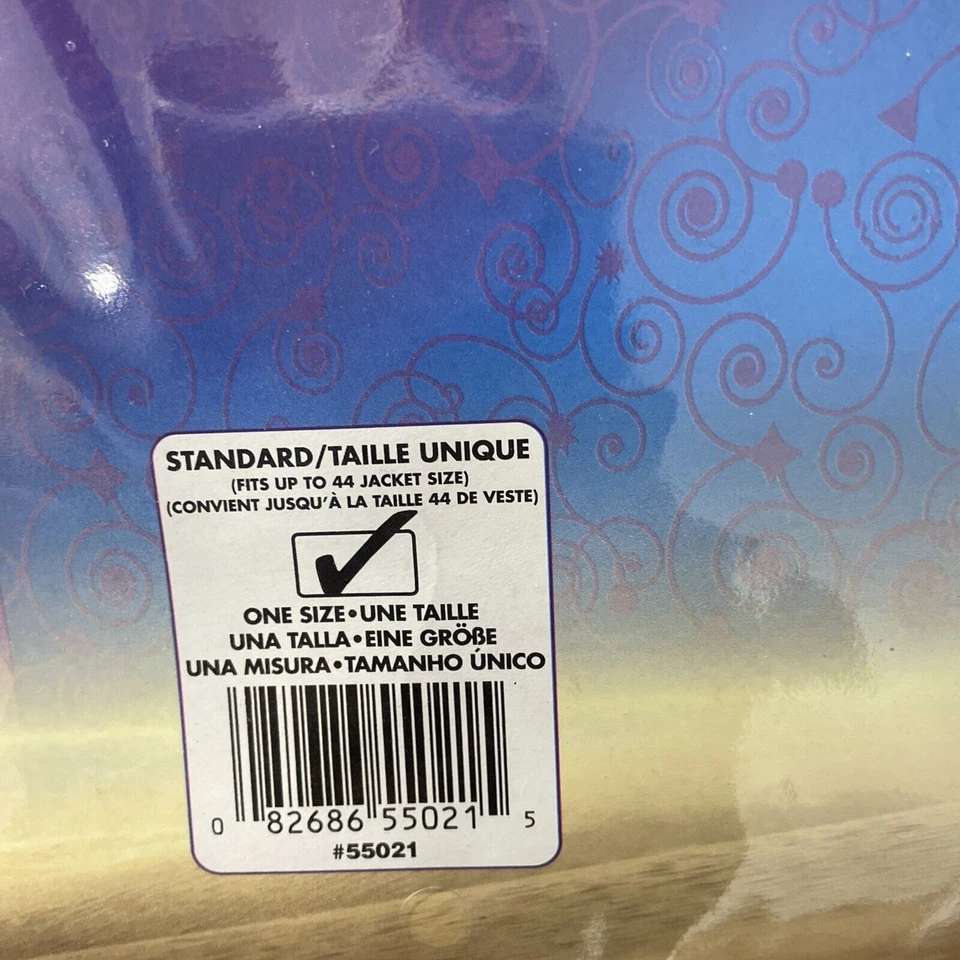 STANDARD/TAILLE UNIQUE
(FITS UP TO 44 JACKET SIZE)
(CONVIENT JUSQU'À LA TAILLE 44 DE VESTE)
ONE SIZE•UNE TAILLE
UNA TALLA•EINE GRÖßE
UNA MISURA•TAMANHO ÚNICO
0 82686 55021 5
#55021